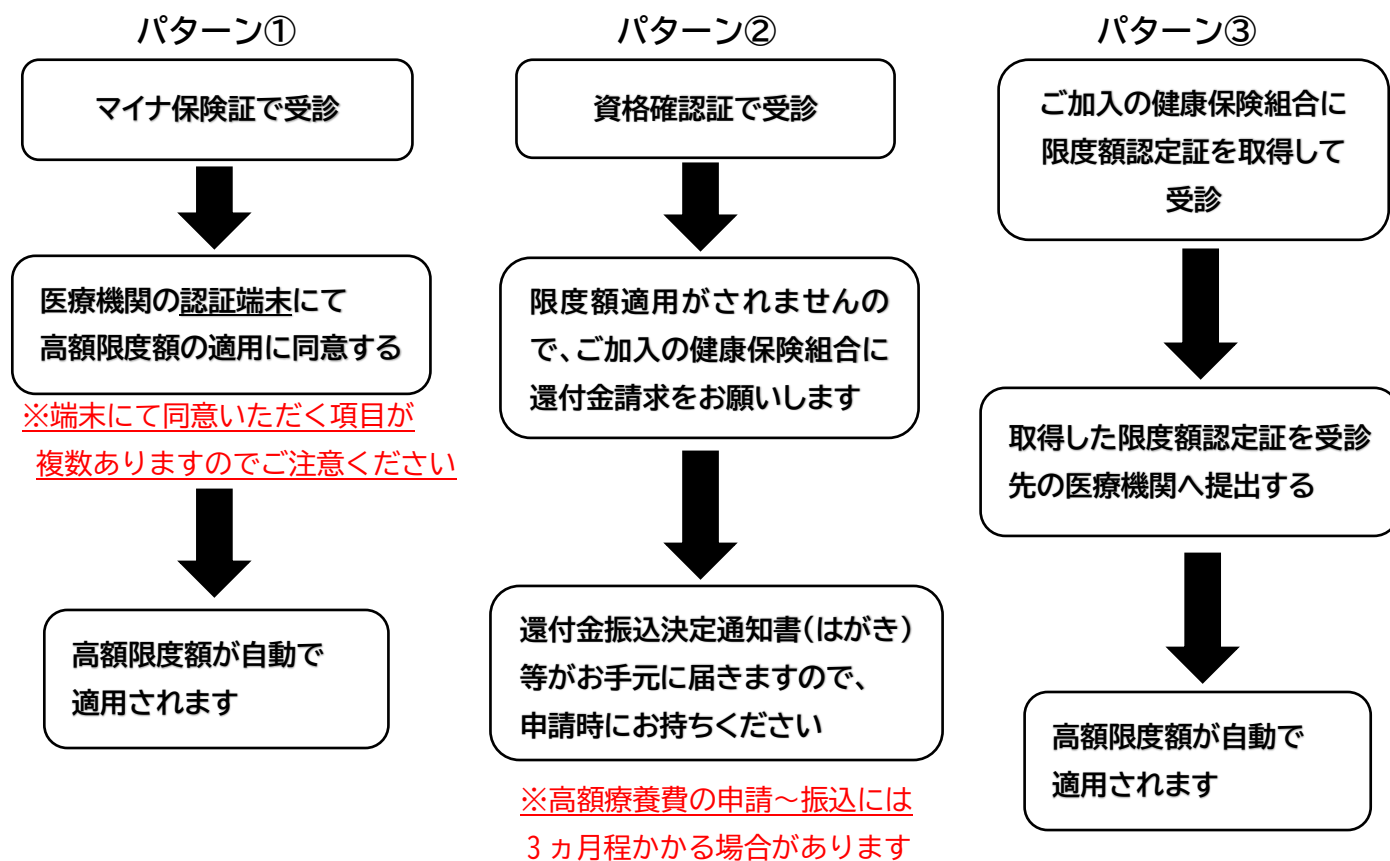 パターン①
マイナ保険証で受診
医療機関の認証端末にて
高額限度額の適用に同意する
※端末にて同意いただく項目が
複数ありますのでご注意ください
高額限度額が自動で
適用されます
パターン②
資格確認証で受診
限度額適用がされませんの
で、ご加入の健康保険組合に
還付金請求をお願いします
還付金振込決定通知書(はがき)
等がお手元に届きますので、
申請時にお持ちください
※高額療養費の申請～振込には
3ヵ月程かかる場合があります
パターン③
ご加入の健康保険組合に
限度額認定証を取得して
受診
取得した限度額認定証を受診
先の医療機関へ提出する
高額限度額が自動で
適用されます